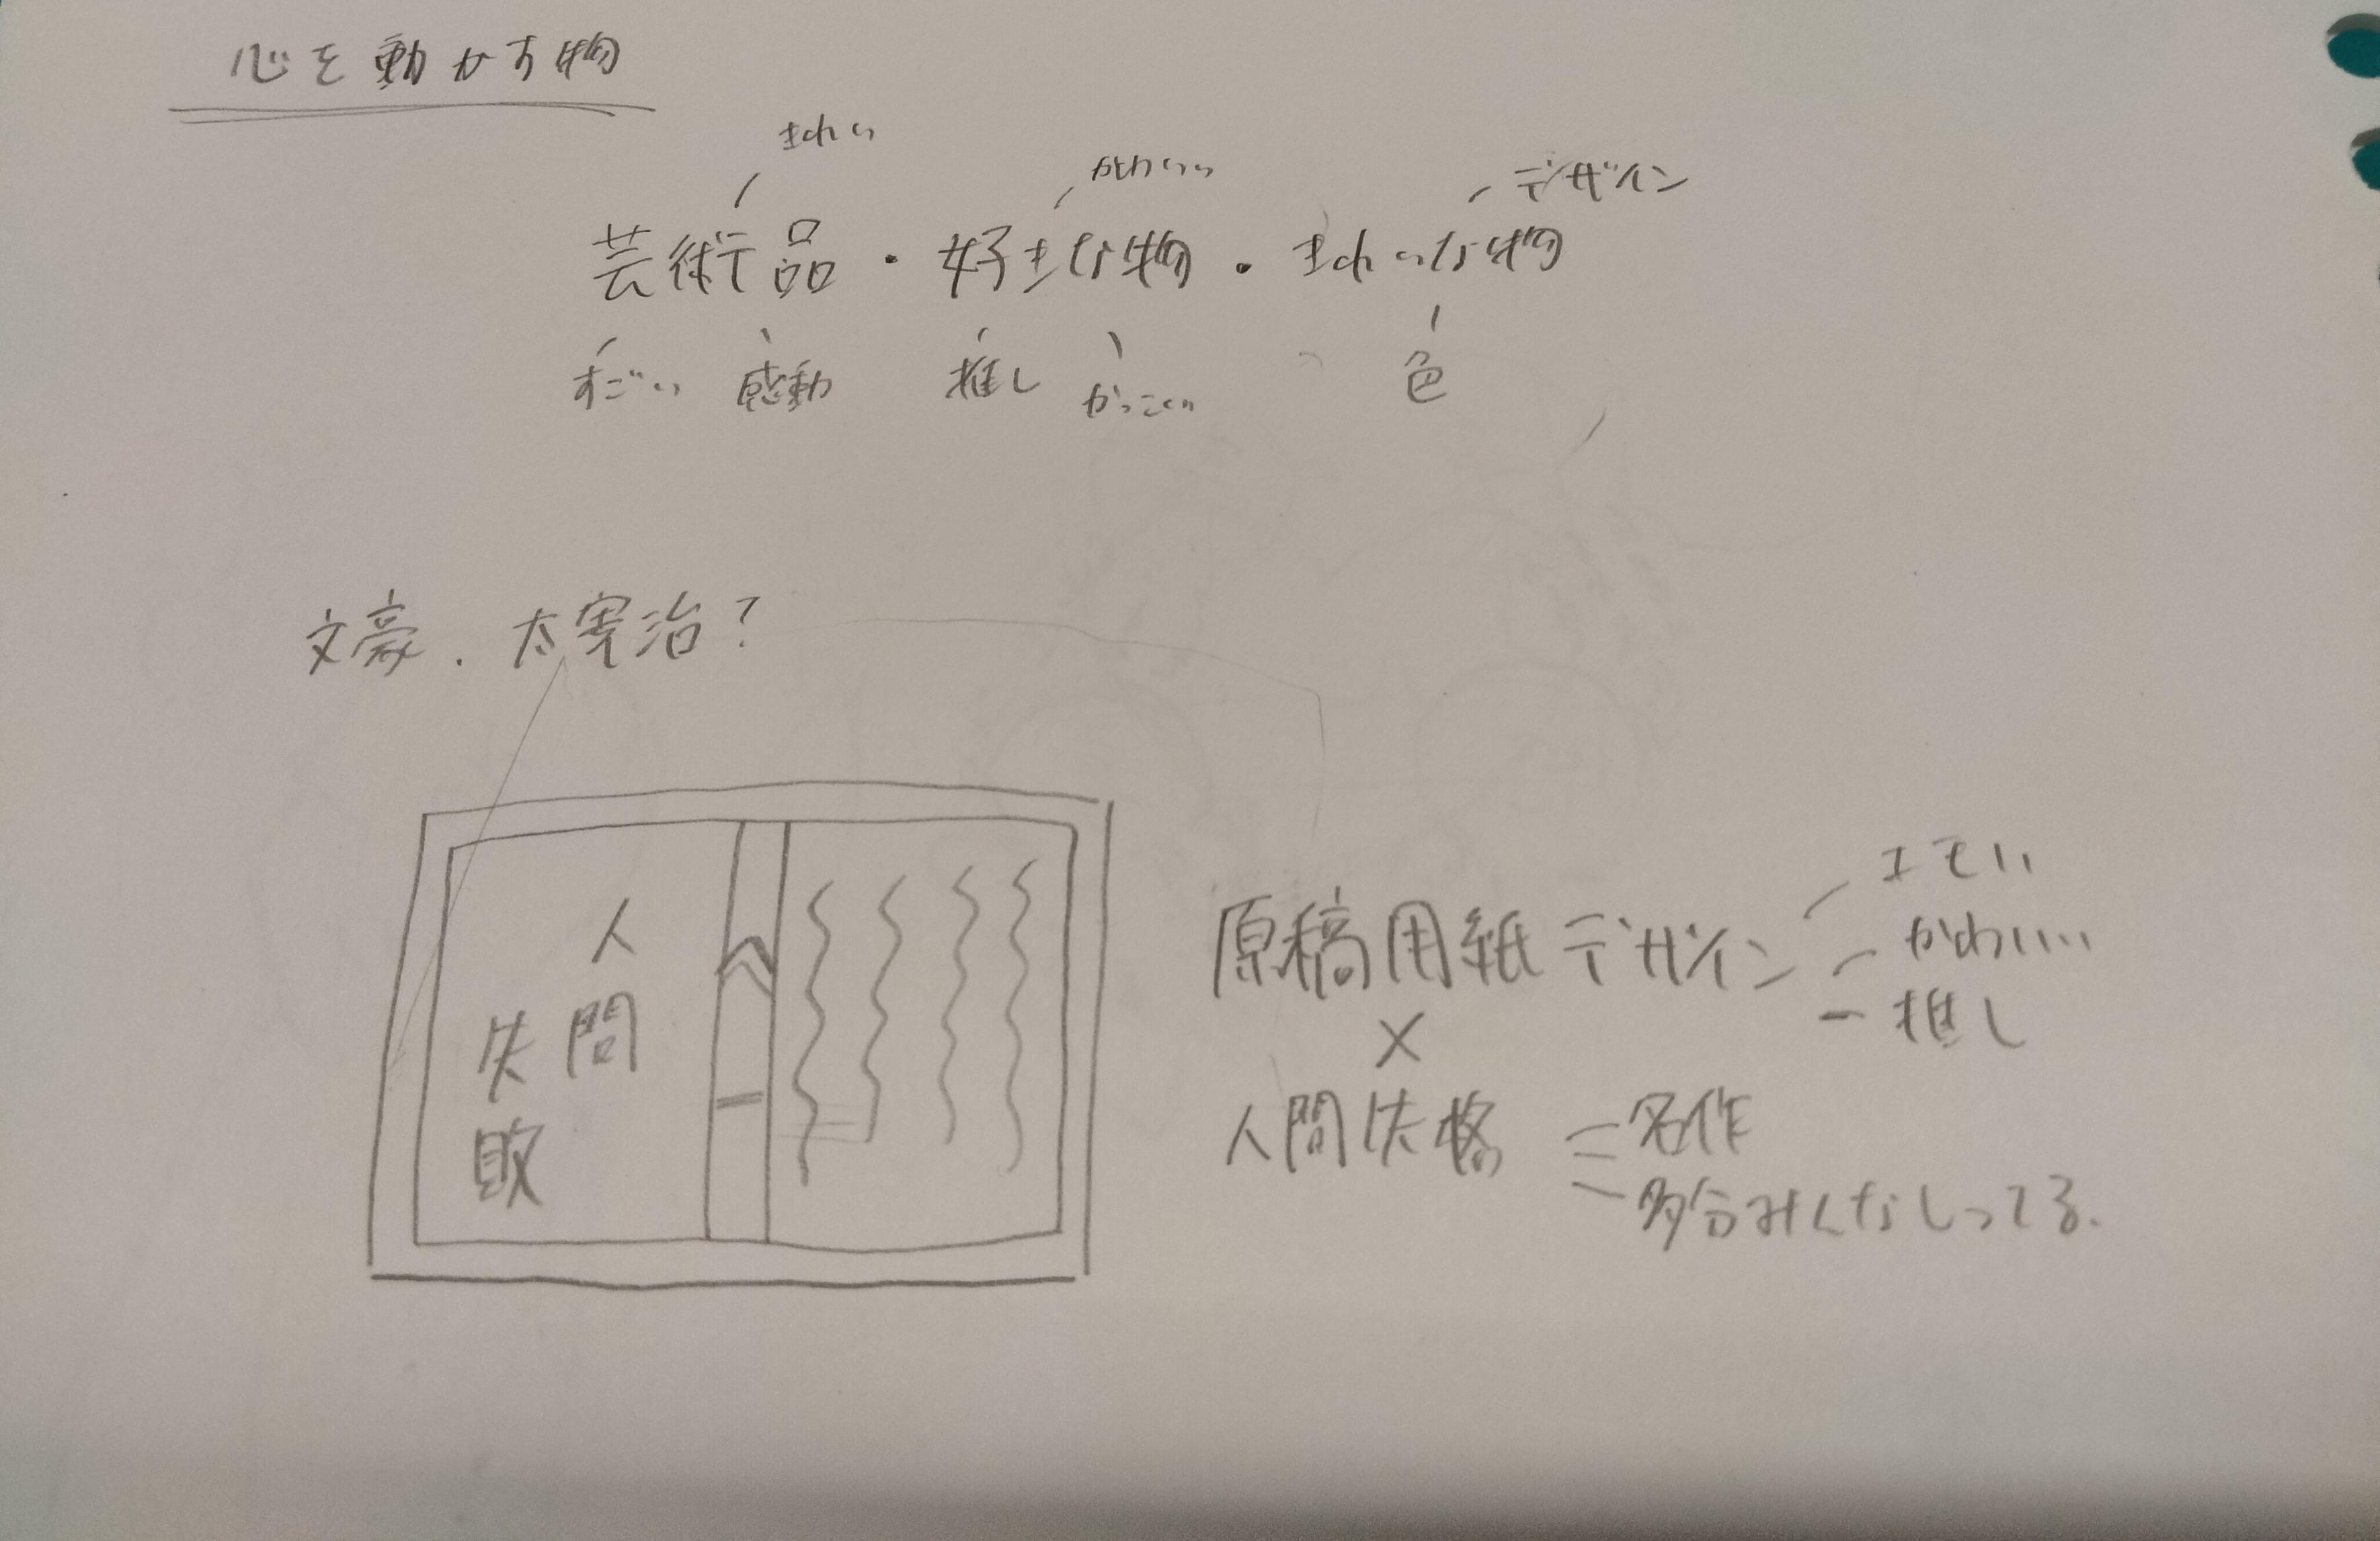 心を動かす物
きれい
かわいい
デザイン
芸術品・好きな物・きれいな物
すごい 感動 推し かっこいい 色
文豪.太宰治?
人間
失敗
原稿用紙デザイン
エモい
かわいい
推し
×
人間失格
名作
多分みんなしってる.